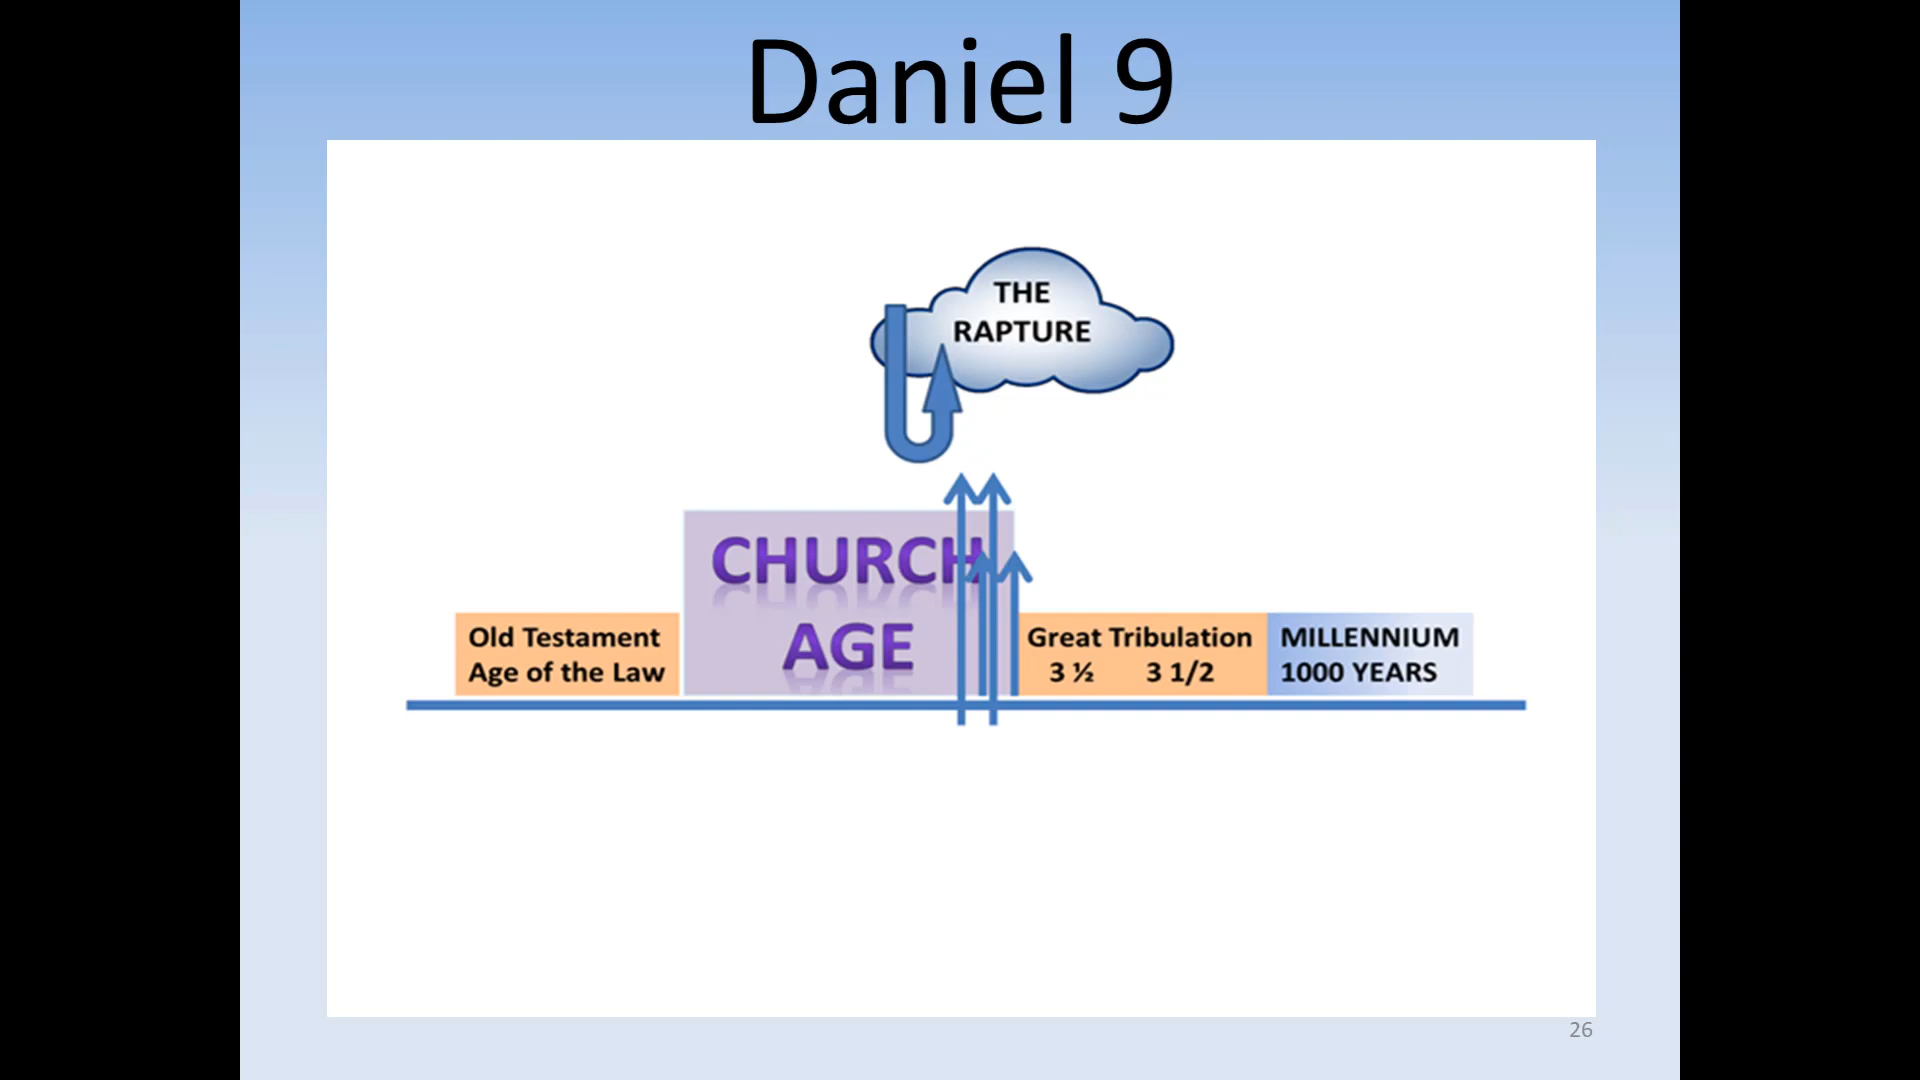 Daniel 9
THE
RAPTURE
CHURCH
AGE
Old Testament
Age of the Law
Great Tribulation
3 ½ 3 1/2
MILLENNIUM
1000 YEARS
26